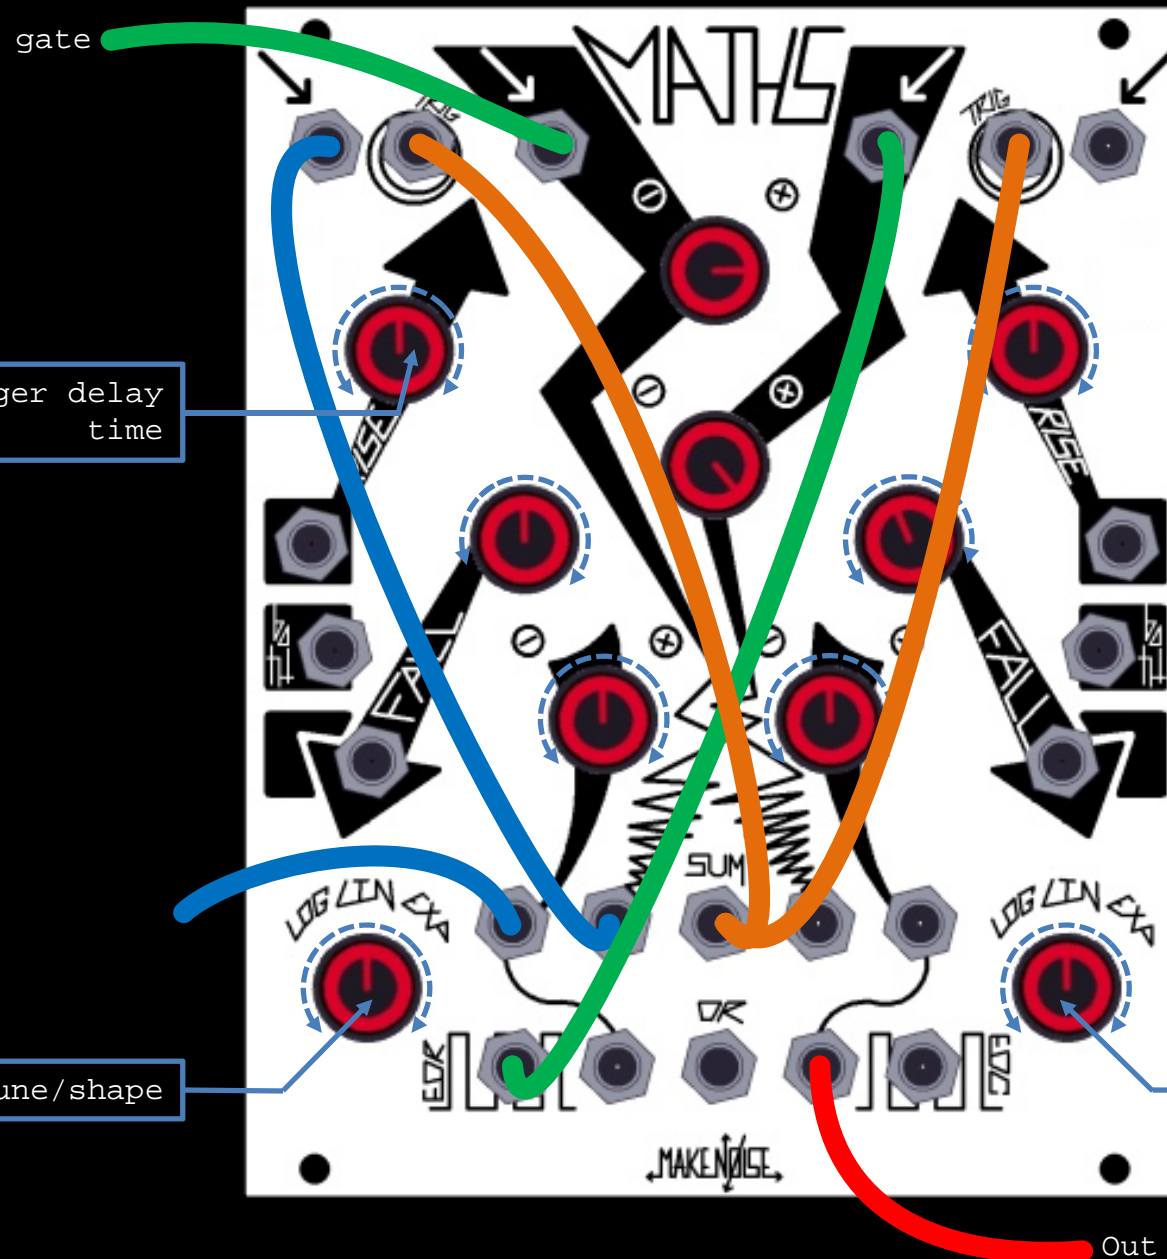 gate
MATHS
TRIG
TRIG
ger delay
time
RISE
RISE
FALL
FALL
SUM
LOG LIN EXP
LOG LIN EXP
OR
EOR
EOC
une/shape
MAKENOISE
Out